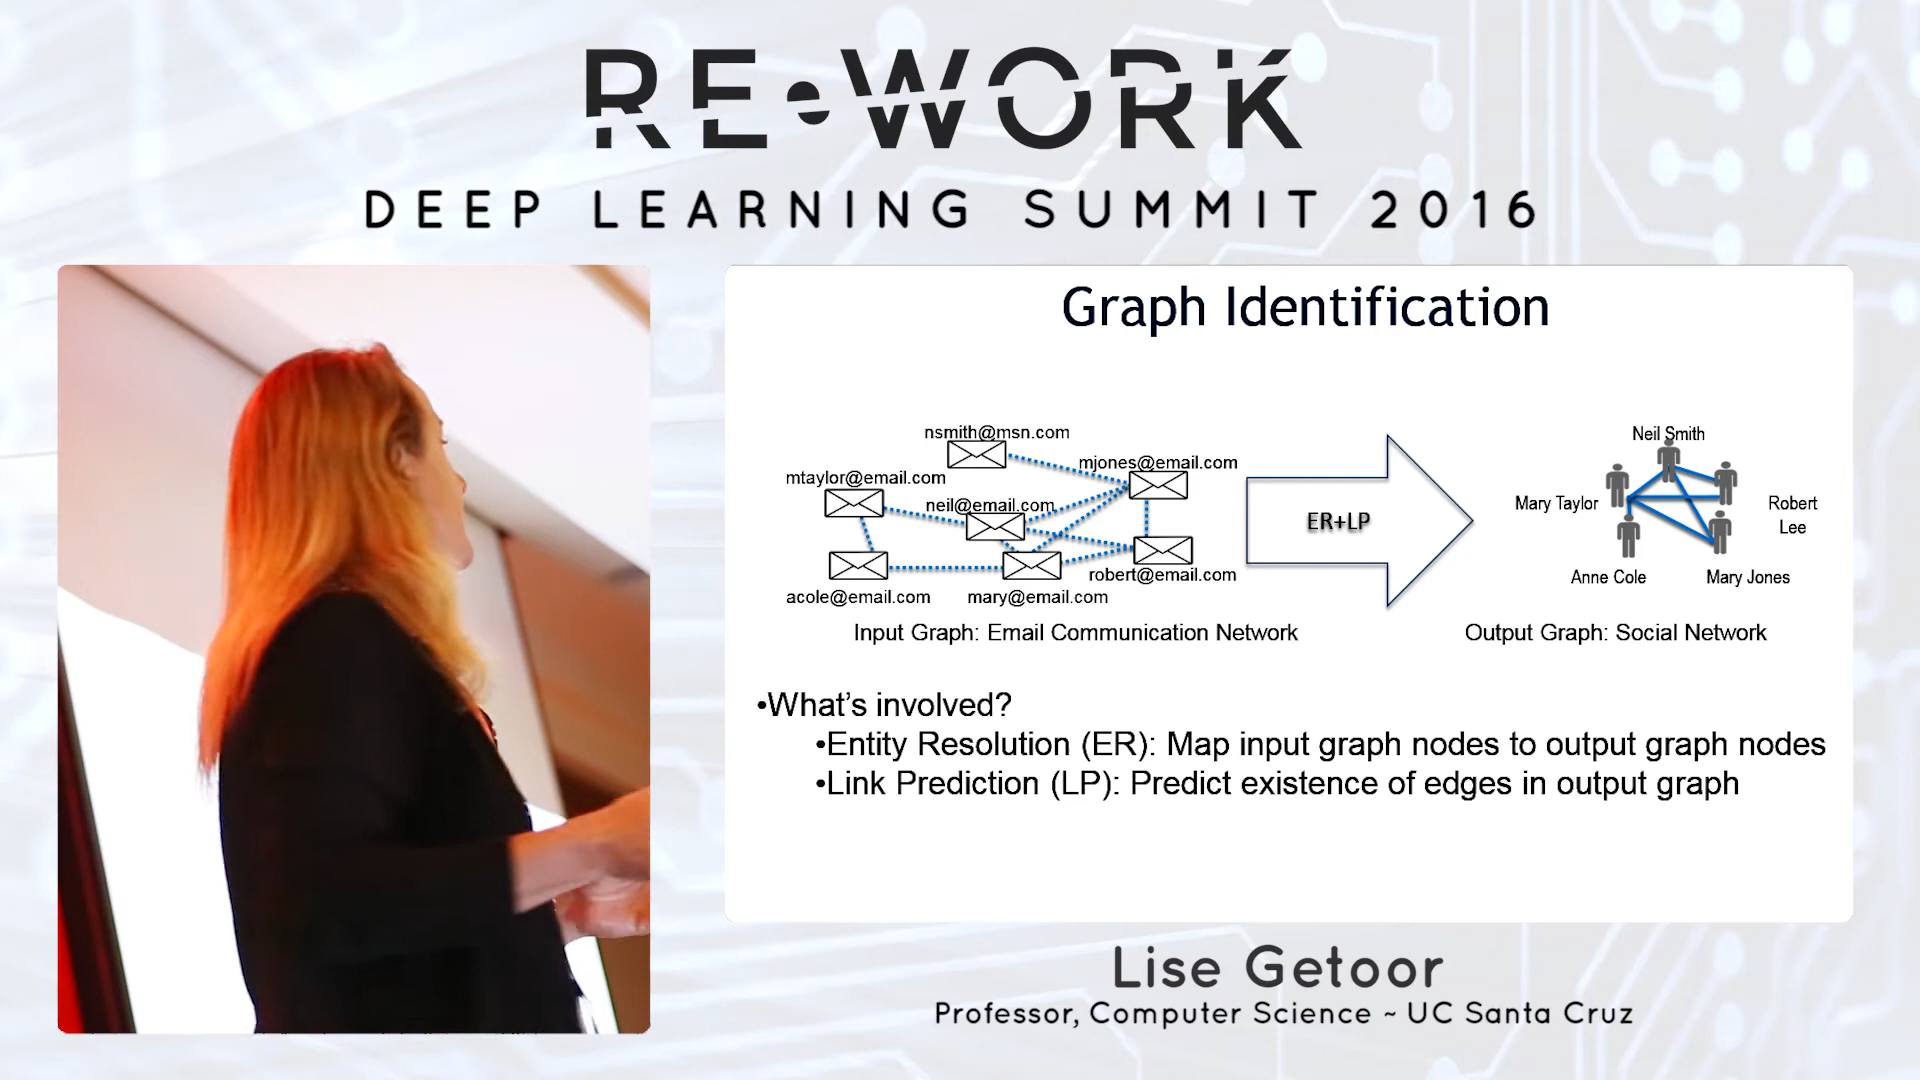 RE•WORK
DEEP LEARNING SUMMIT 2016
Graph Identification
nsmith@msn.com
mjones@email.com
mtaylor@email.com
neil@email.com
robert@email.com
acole@email.com
mary@email.com
Input Graph: Email Communication Network
ER+LP
Neil Smith
Mary Taylor
Robert
Lee
Anne Cole
Mary Jones
Output Graph: Social Network
•What's involved?
•Entity Resolution (ER): Map input graph nodes to output graph nodes
•Link Prediction (LP): Predict existence of edges in output graph
Lise Getoor
Professor, Computer Science ~ UC Santa Cruz